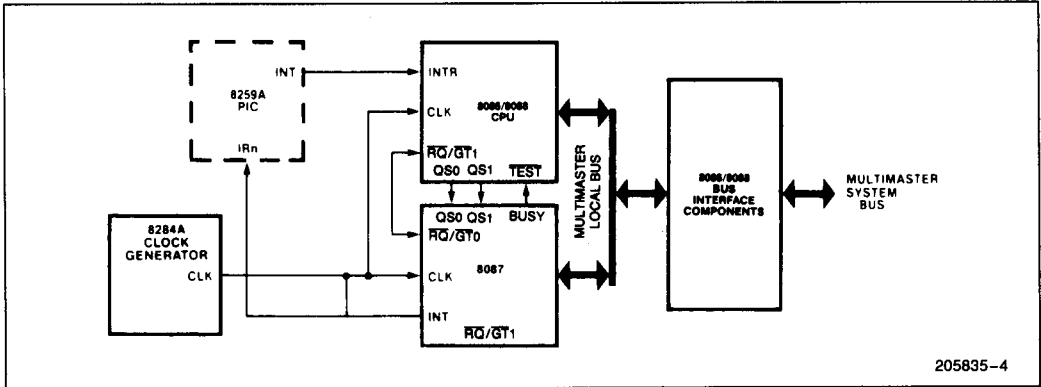 INT
8259A
PIC
IRn
8284A
CLOCK
GENERATOR
CLK
INTR
CLK
8086/8088
CPU
RQ/GT1
QS0 QS1 TEST
QS0 QS1 BUSY
RQ/GT0
CLK
8087
INT
RQ/GT1
MULTIMASTER
LOCAL BUS
8086/8088
BUS
INTERFACE
COMPONENTS
MULTIMASTER
SYSTEM
BUS
205835-4